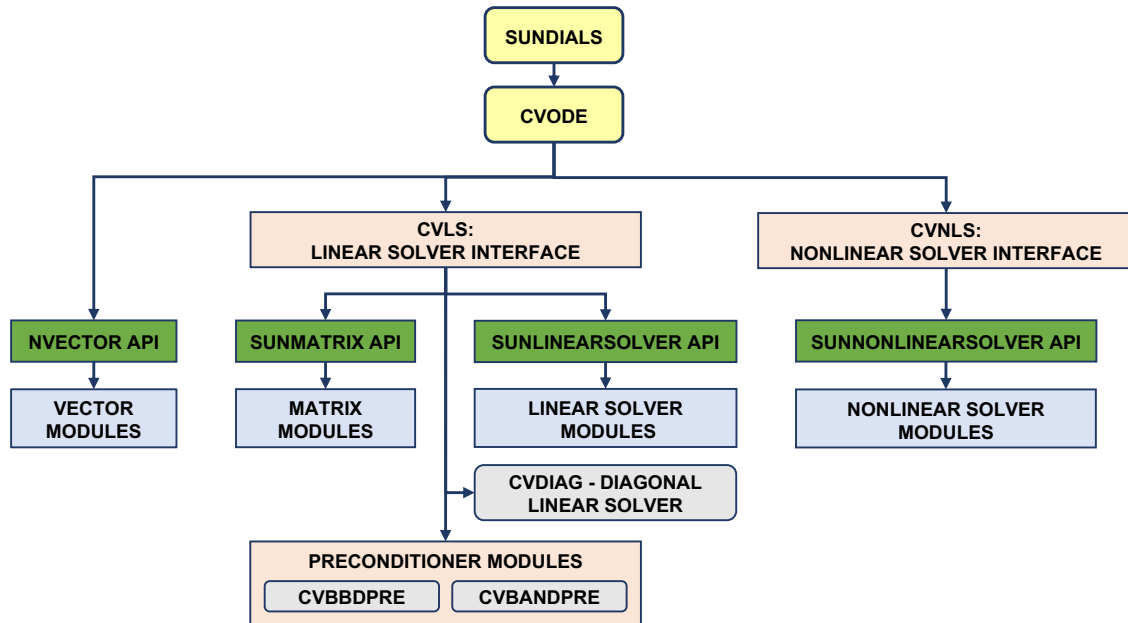 SUNDIALS
CVODE
CVLS:
LINEAR SOLVER INTERFACE
CVNLS:
NONLINEAR SOLVER INTERFACE
NVECTOR API
SUNMATRIX API
SUNLINEARSOLVER API
SUNNONLINEARSOLVER API
VECTOR
MODULES
MATRIX
MODULES
LINEAR SOLVER
MODULES
NONLINEAR SOLVER
MODULES
CVDIAG - DIAGONAL
LINEAR SOLVER
PRECONDITIONER MODULES
CVBBDPRE
CVBANDPRE